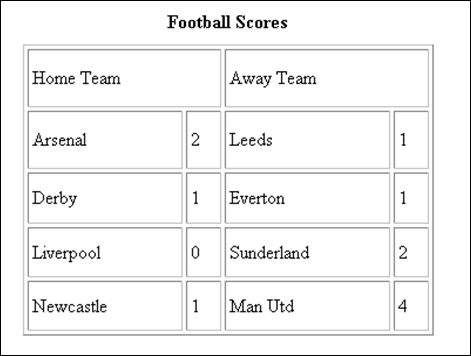 Football Scores
Home Team Away Team
Arsenal 2 Leeds 1
Derby 1 Everton 1
Liverpool 0 Sunderland 2
Newcastle 1 Man Utd 4